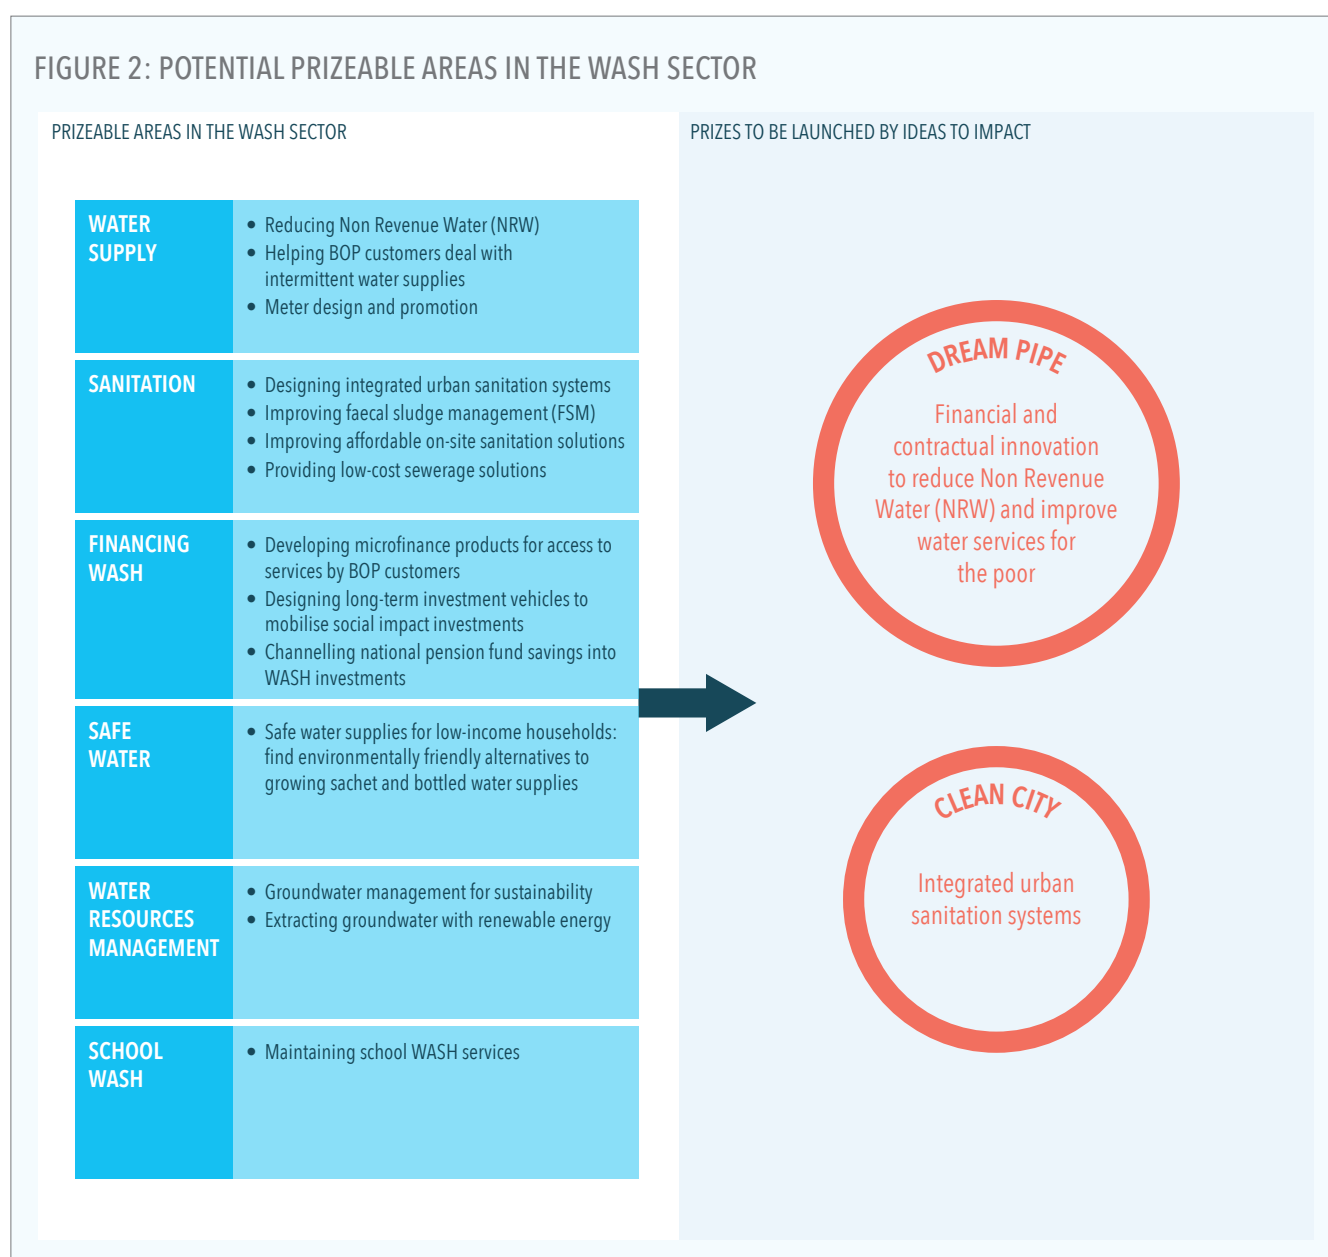 FIGURE 2: POTENTIAL PRIZEABLE AREAS IN THE WASH SECTOR
PRIZEABLE AREAS IN THE WASH SECTOR
WATER
SUPPLY
• Reducing Non Revenue Water (NRW)
• Helping BOP customers deal with
intermittent water supplies
• Meter design and promotion
SANITATION
• Designing integrated urban sanitation systems
• Improving faecal sludge management (FSM)
• Improving affordable on-site sanitation solutions
• Providing low-cost sewerage solutions
FINANCING
WASH
• Developing microfinance products for access to
services by BOP customers
• Designing long-term investment vehicles to
mobilise social impact investments
• Channelling national pension fund savings into
WASH investments
SAFE
WATER
• Safe water supplies for low-income households:
find environmentally friendly alternatives to
growing sachet and bottled water supplies
WATER
RESOURCES
MANAGEMENT
• Groundwater management for sustainability
• Extracting groundwater with renewable energy
SCHOOL
WASH
• Maintaining school WASH services
PRIZES TO BE LAUNCHED BY IDEAS TO IMPACT
DREAM PIPE
Financial and
contractual innovation
to reduce Non Revenue
Water (NRW) and improve
water services for
the poor
CLEAN CITY
Integrated urban
sanitation systems